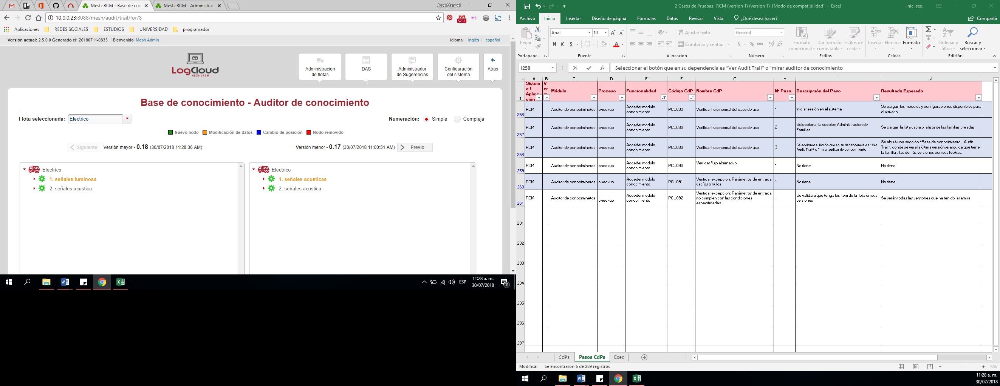 Mesh-RCM - Base de con
Mesh-RCM - Administrad
Jose Manuel
10.0.0.23:8088/mesh/audit/trail/for/8
5237
Aplicaciones
REDES SOCIALES
ESTUDIOS
UNIVERSIDAD
programador
Versión actual: 2.5.0.0 Generado el: 20180711-0833
Bienvenido! Mesh Admin
Idioma: inglés español
LogCloud
MESH LRCM
Administración
de flotas
DAS
Administrador
de Sugerencias
Configuración
del sistema
Atrás
Base de conocimiento - Auditor de conocimiento
Flota seleccionada: Electrico
Numeración: Simple Compleja
Nuevo nodo Modificación de datos Cambio de posición Nodo removido
Siguiente Versión mayor - 0.18 (30/07/2018 11:28:36 AM)
Versión menor - 0.17 (30/07/2018 11:00:51 AM) Previo
Electrico
1. señales luminosa
2. señales acustica
Electrico
1. señales acusticas
2. señales acustica
ESP
11:28 a. m.
30/07/2018
2
2 Casos de Pruebas_ RCM (version 1) (version 1) [Modo de compatibilidad] - Excel
Inic. ses.
Archivo Inicio Insertar Diseño de página Fórmulas Datos Revisar Vista ¿Qué desea hacer? Compartir
Pegar
Portapape...
Arial 10
N K S
Fuente
Ajustar texto
Combinar y centrar
Alineación
General
$ % 000
Número
Formato
condicional
Dar formato
como tabla
Estilos de
celda
Estilos
Insertar Eliminar Formato
Celdas
Ordenar y
filtrar
Buscar y
seleccionar
Edición
I258
fx
Seleccionar el botón que en su dependencia es “Ver Audit Trail” o "mirar auditor de conocimiento
A B C D E F G H I J
1
Sistem
a /
Aplica
ción
V
er
Módulo
Proceso
Funcionalidad
Código CdP
Nombre CdP
N° Paso
Descripción del Paso
Resultado Esperado
256
RCM
Auditor de conociminetos
checkup
Acceder modulo
conocimiento
PCU089
Verificar flujo normal del caso de uso
1
Iniciar sesión en el sistema
Se cargan los modulos y configuraciones disponibles para
el usuario
257
RCM
Auditor de conociminetos
checkup
Acceder modulo
conocimiento
PCU089
Verificar flujo normal del caso de uso
2
Seleccionar la seccion Administracion de
Familias
Se cargan la lista vacia o la lista de las familias creadas
258
RCM
Auditor de conociminetos
checkup
Acceder modulo
conocimiento
PCU089
Verificar flujo normal del caso de uso
3
Seleccionar el botón que en su dependencia es “Ver
Audit Trail” o "mirar auditor de conocimiento
Se abrirá una sección “Base de conocimiento - Audit
Trail”, donde se vera la última versión jerárquica que tiene
la familia y las demás versiones con sus fechas.
259
RCM
Auditor de conociminetos
checkup
Acceder modulo
conocimiento
PCU090
Verficar flujo alternativo
1
No tiene
No tiene
260
RCM
Auditor de conociminetos
checkup
Acceder modulo
conocimiento
PCU091
Verificar excepción: Parámetros de entrada
vacíos o nulos
1
No tiene
No tiene
261
RCM
Auditor de conociminetos
checkup
Acceder modulo
conocimiento
PCU092
Verificar excepción: Parámetros de entrada
no cumplen con las condiciones
especificadas
1
Se validara que tenga los item de la flota en sus
versiones
Se verán todas las versiones que ha tenido la familia
291
292
293
294
295
296
297
CdPs Pasos CdPs Exec
Modificar Se encontraron 6 de 289 registros
70%
11:28 a. m.
30/07/2018